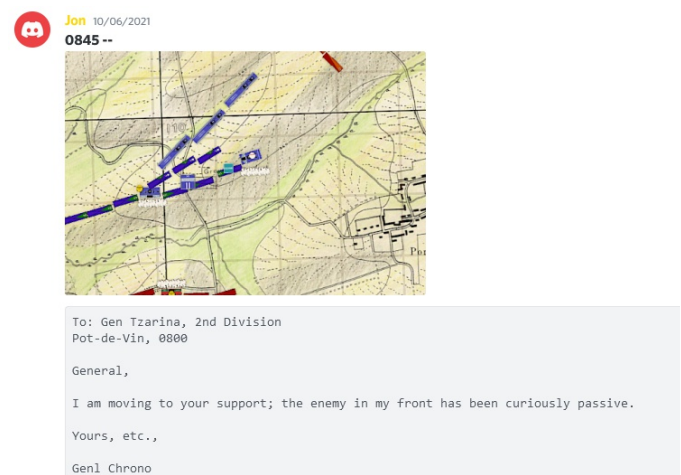 Jon 10/06/2021
0845 --
To: Gen Tzarina, 2nd Division
Pot-de-Vin, 0800
General,
I am moving to your support; the enemy in my front has been curiously passive.
Yours, etc.,
Genl Chrono